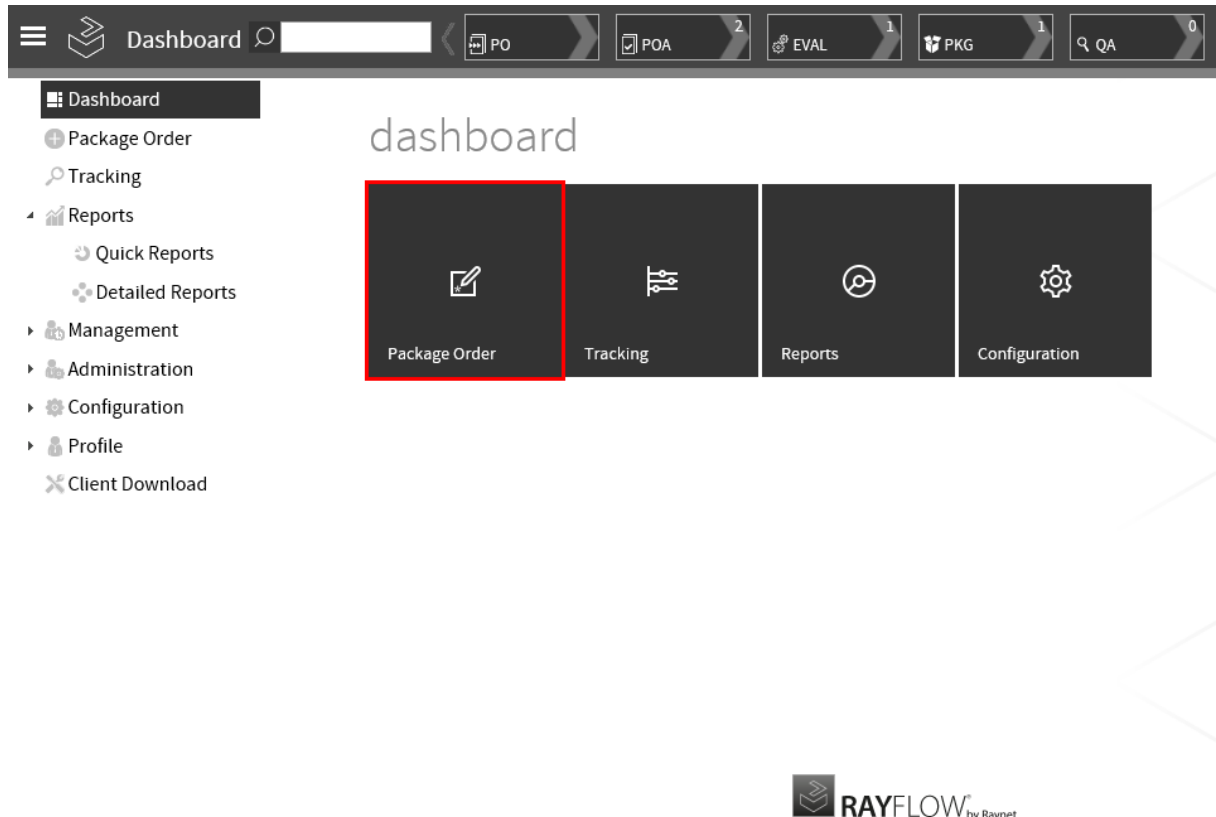 Dashboard
PO
POA 2
EVAL 1
PKG 1
QA 0
Dashboard
Package Order
Tracking
Reports
Quick Reports
Detailed Reports
Management
Administration
Configuration
Profile
Client Download
dashboard
Package Order
Tracking
Reports
Configuration
RAYFLOW® by Raynet